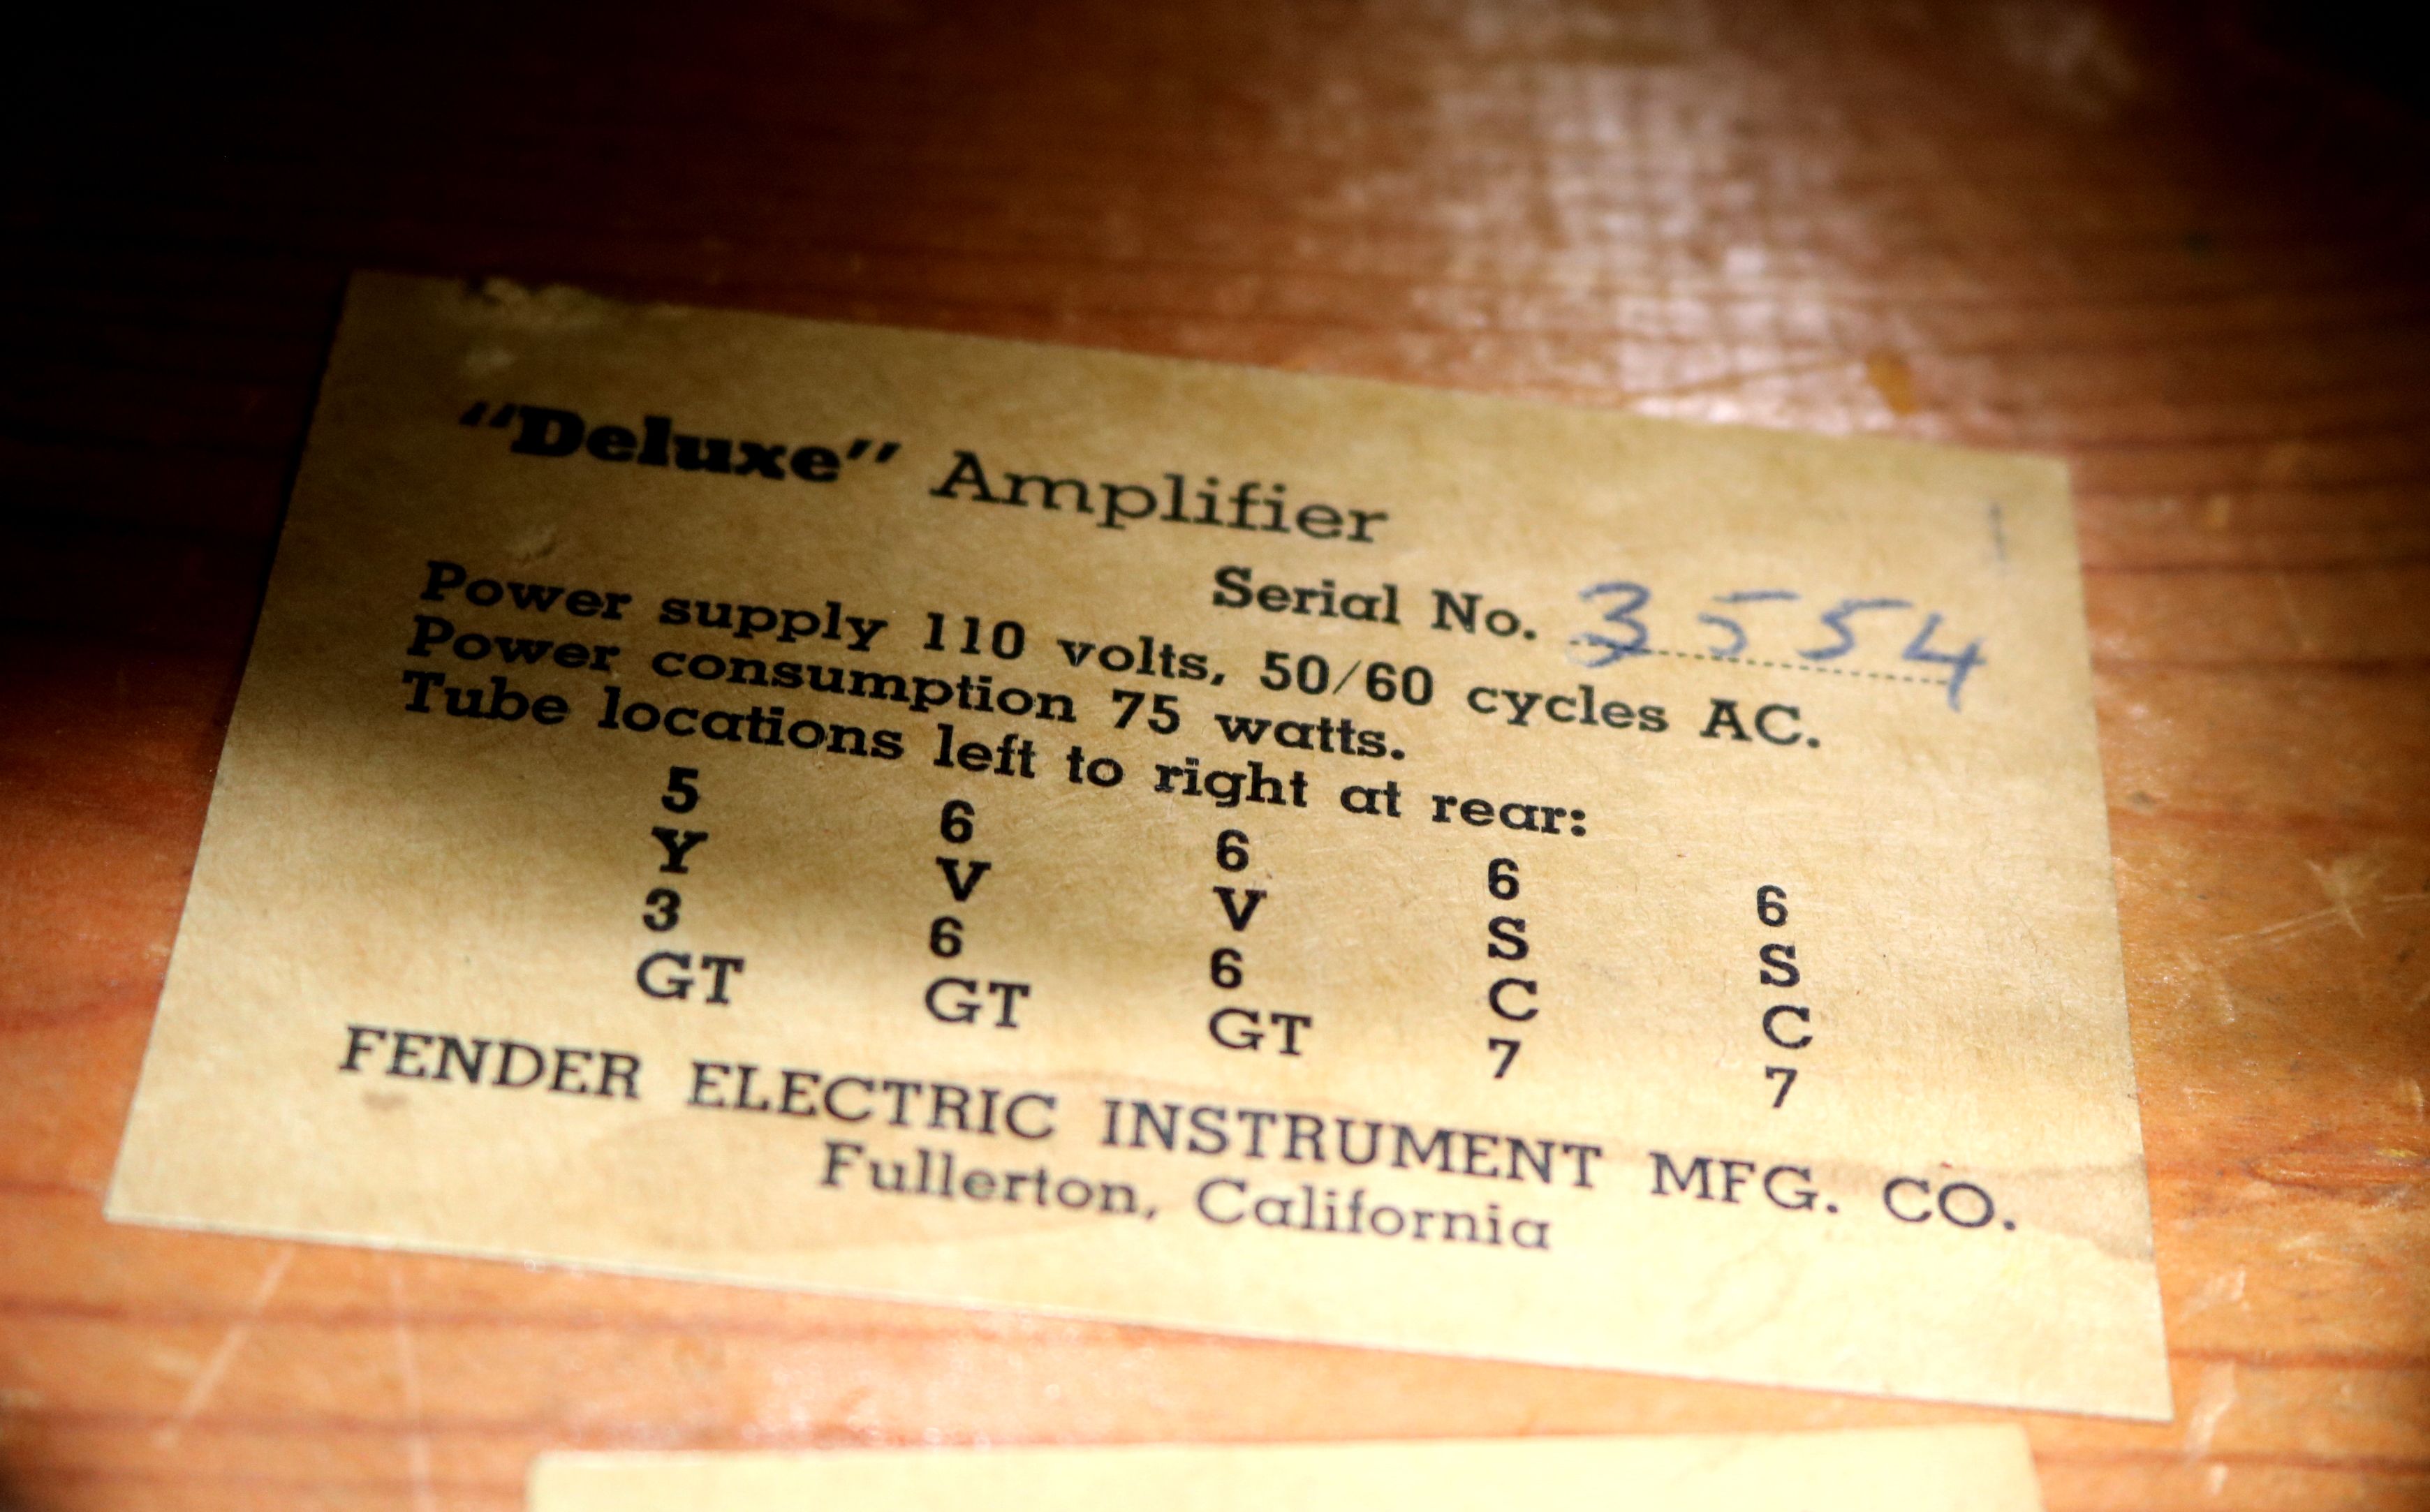 "Deluxe" Amplifier
Serial No. 3554
Power supply 110 volts, 50/60 cycles AC.
Power consumption 75 watts.
Tube locations left to right at rear:
5 6 6 6 6
Y V V S S
3 6 6 C C
GT GT GT 7 7
FENDER ELECTRIC INSTRUMENT MFG. CO.
Fullerton, California